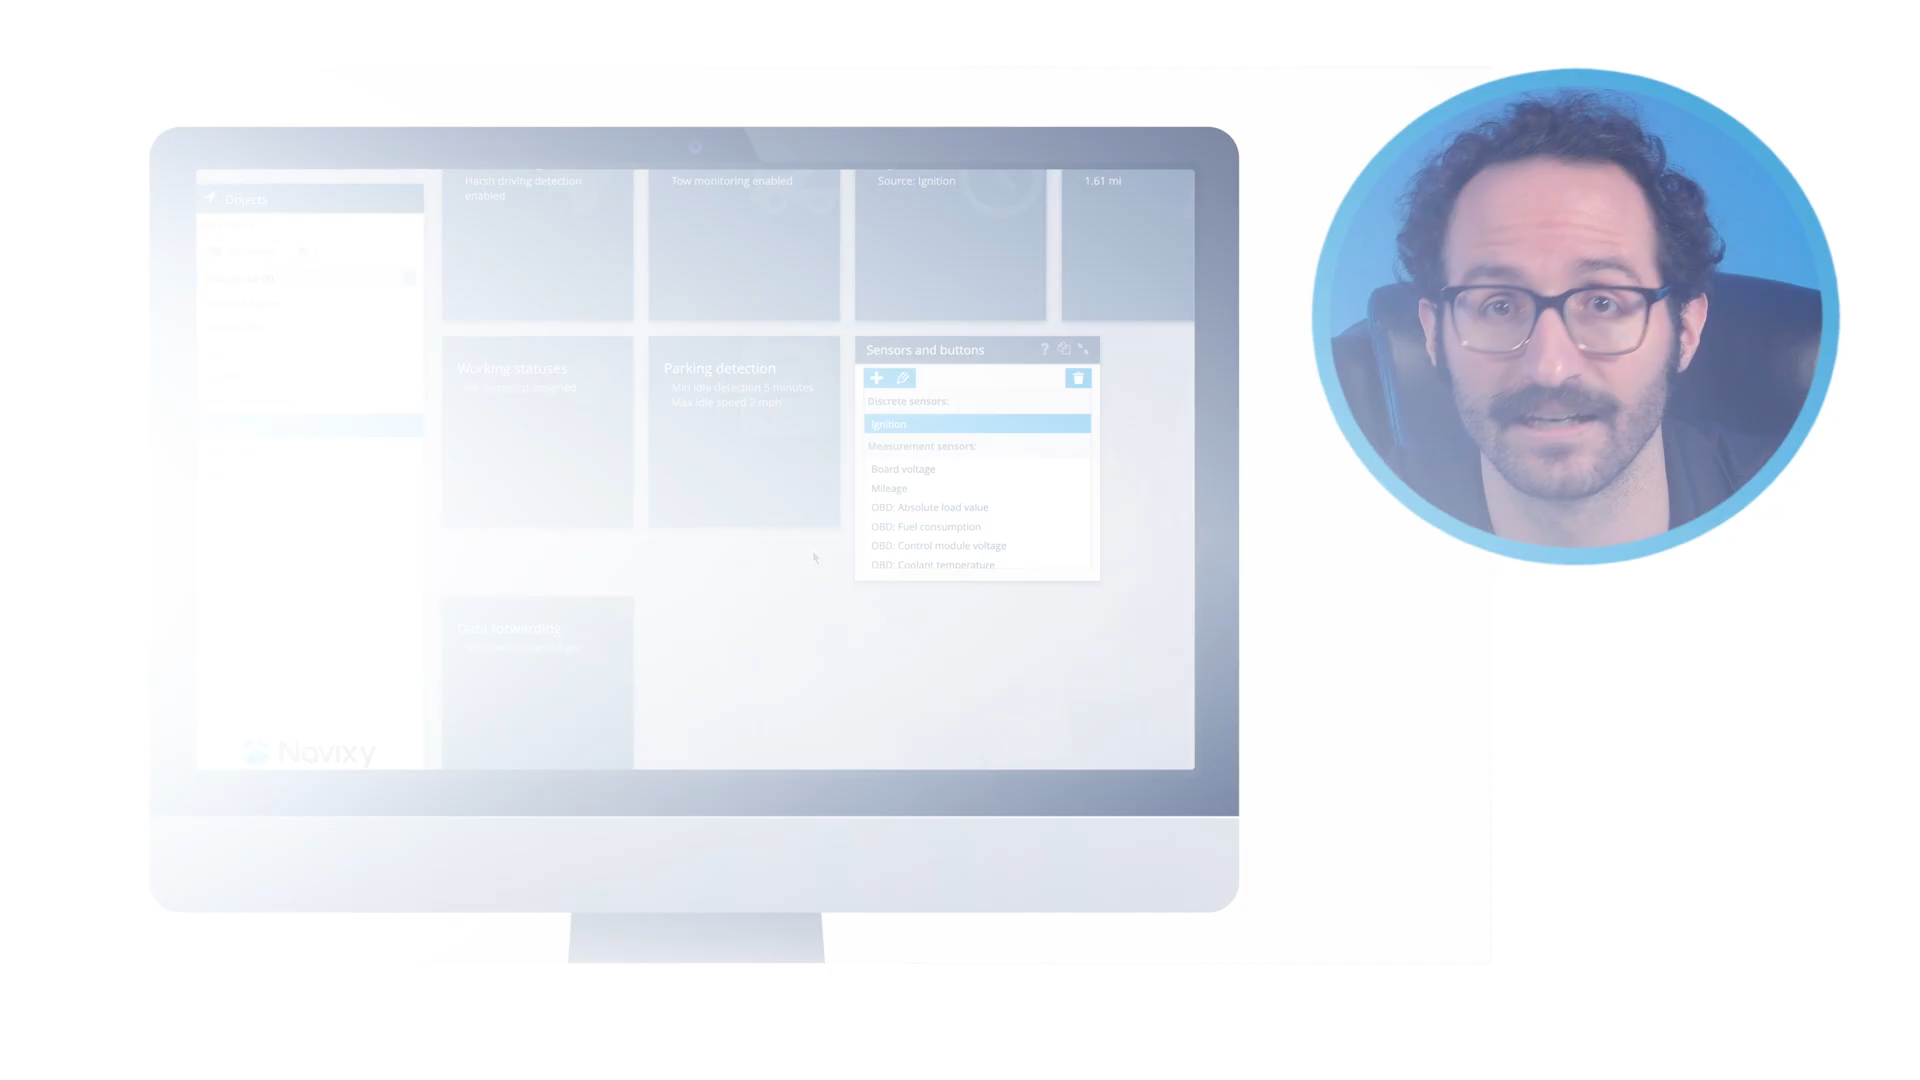 Objects
Harsh driving detection
enabled
Tow monitoring enabled
Source: Ignition
1.61 mi
Working statuses
Parking detection
Min idle detection 5 minutes
Max idle speed 2 mph
Sensors and buttons
?
Discrete sensors:
Ignition
Measurement sensors:
Board voltage
Mileage
OBD: Absolute load value
OBD: Fuel consumption
OBD: Control module voltage
OBD: Coolant temperature
Data forwarding
Navixy